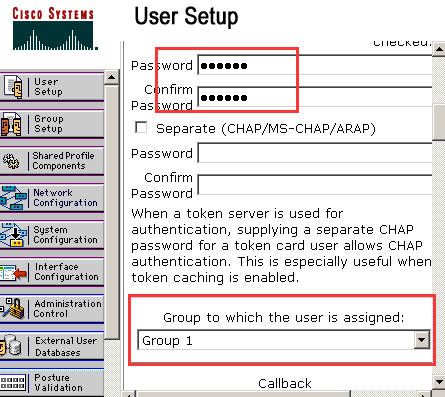 CISCO SYSTEMS
User Setup
User
Setup
Group
Setup
Shared Profile
Components
Network
Configuration
System
Configuration
Interface
Configuration
Administration
Control
External User
Databases
Posture
Validation
checked.
Password ●●●●●●
Confirm
Password ●●●●●●
Separate (CHAP/MS-CHAP/ARAP)
Password
Confirm
Password
When a token server is used for
authentication, supplying a separate CHAP
password for a token card user allows CHAP
authentication. This is especially useful when
token caching is enabled.
Group to which the user is assigned:
Group 1
Callback